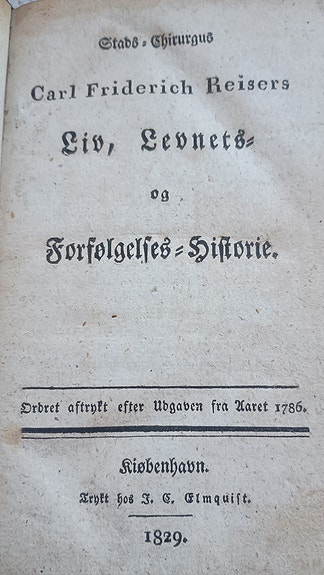 Stads-Chirurgus
Carl Friderich Reisers
Liv, Levnets-
og
Forfølgelses-Historie.
Ordret aftrykt efter Udgaven fra Aaret 1786.
Kiøbenhavn.
Trykt hos J. C. Elmquist.
1829.